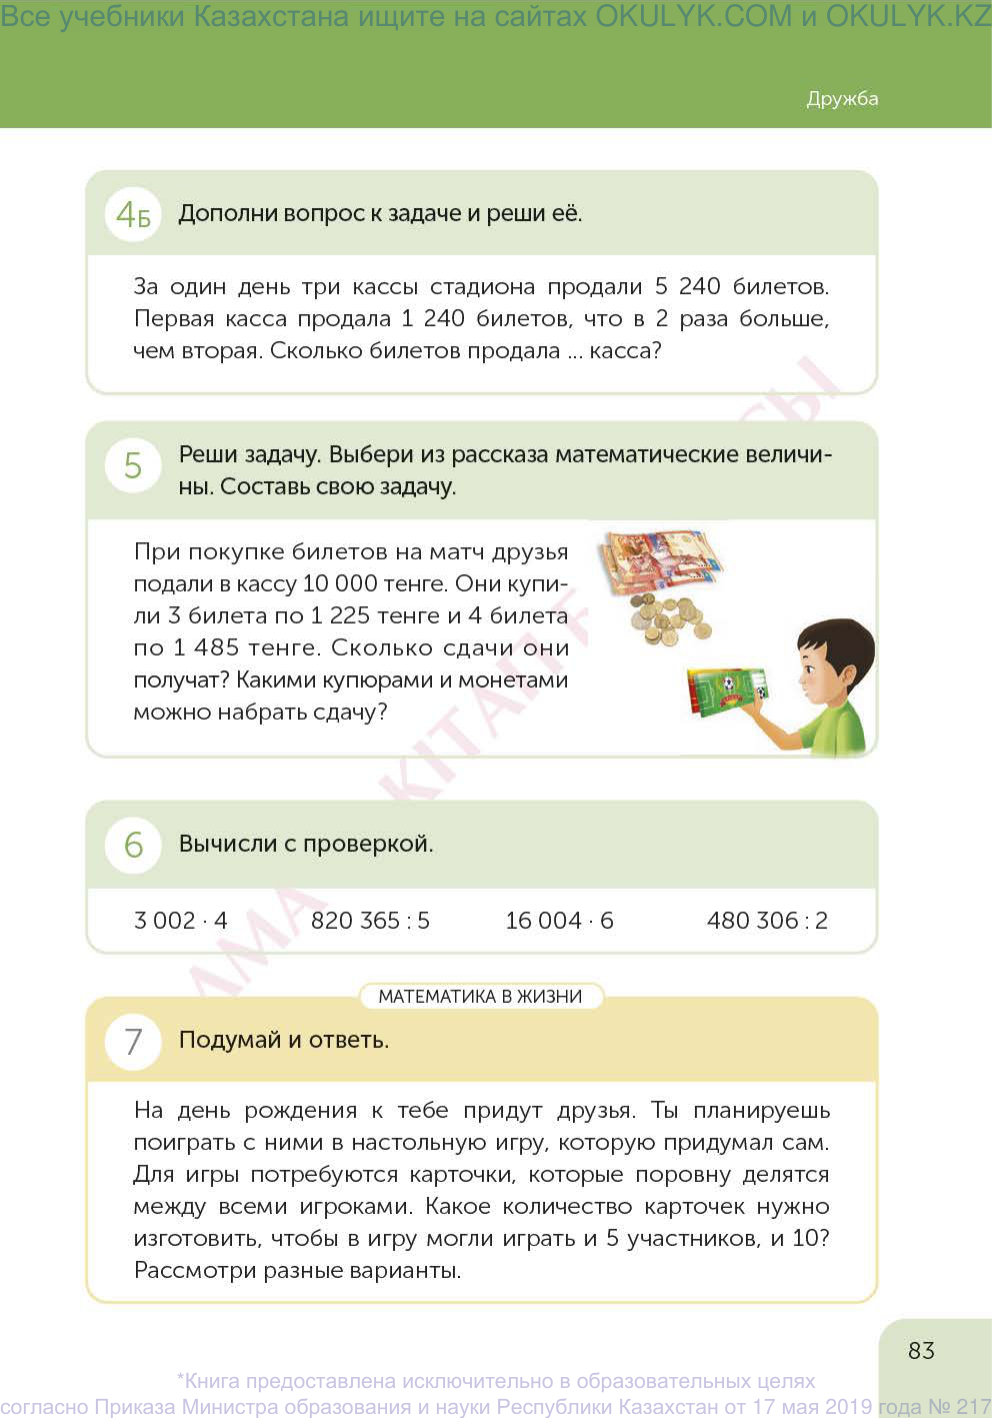 Все учебники Казахстана ищите на сайтах OKULYK.COM и OKULYK.KZ
Дружба
4Б Дополни вопрос к задаче и реши её.
За один день три кассы стадиона продали 5 240 билетов.
Первая касса продала 1 240 билетов, что в 2 раза больше,
чем вторая. Сколько билетов продала ... касса?
5 Реши задачу. Выбери из рассказа математические величи-
ны. Составь свою задачу.
При покупке билетов на матч друзья
подали в кассу 10 000 тенге. Они купи-
ли 3 билета по 1 225 тенге и 4 билета
по 1 485 тенге. Сколько сдачи они
получат? Какими купюрами и монетами
можно набрать сдачу?
6 Вычисли с проверкой.
3 002 · 4 820 365 : 5 16 004 · 6 480 306 : 2
МАТЕМАТИКА В ЖИЗНИ
7 Подумай и ответь.
На день рождения к тебе придут друзья. Ты планируешь
поиграть с ними в настольную игру, которую придумал сам.
Для игры потребуются карточки, которые поровну делятся
между всеми игроками. Какое количество карточек нужно
изготовить, чтобы в игру могли играть и 5 участников, и 10?
Рассмотри разные варианты.
83
*Книга предоставлена исключительно в образовательных целях
согласно Приказа Министра образования и науки Республики Казахстан от 17 мая 2019 года № 217